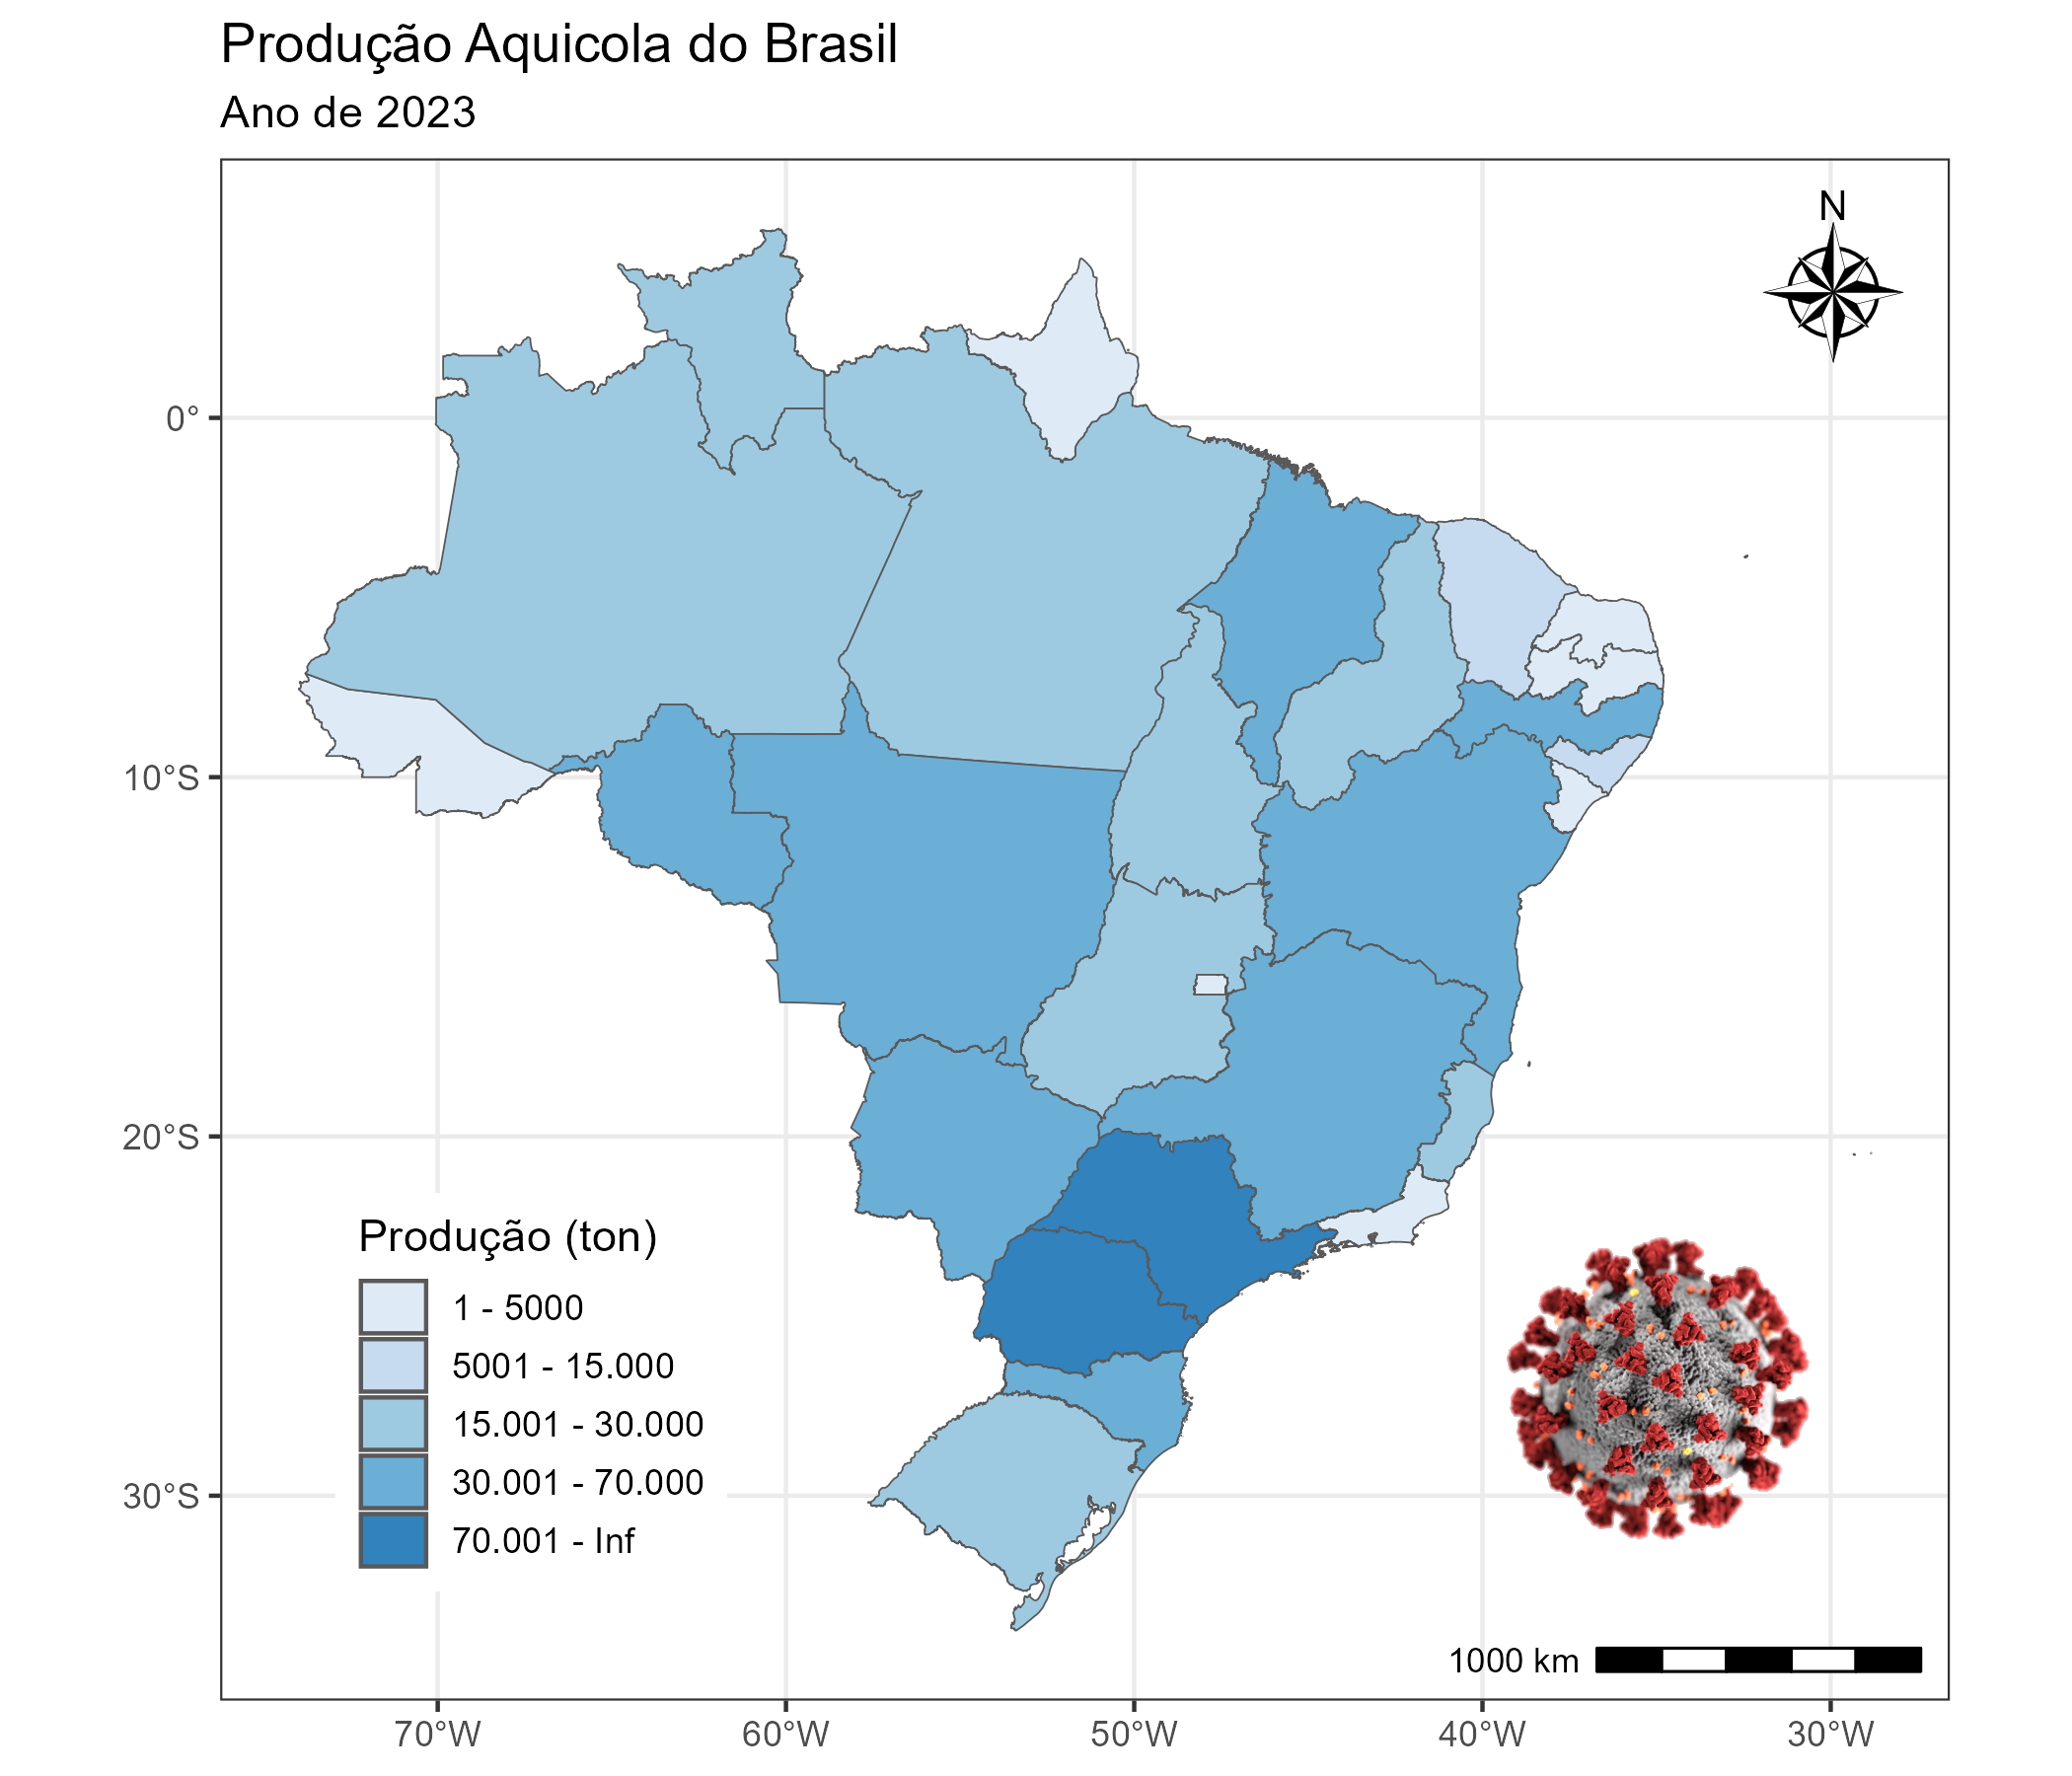 Produção Aquicola do Brasil
Ano de 2023
N
0°
10°S
20°S
30°S
Produção (ton)
1 - 5000
5001 - 15.000
15.001 - 30.000
30.001 - 70.000
70.001 - Inf
1000 km
70°W 60°W 50°W 40°W 30°W